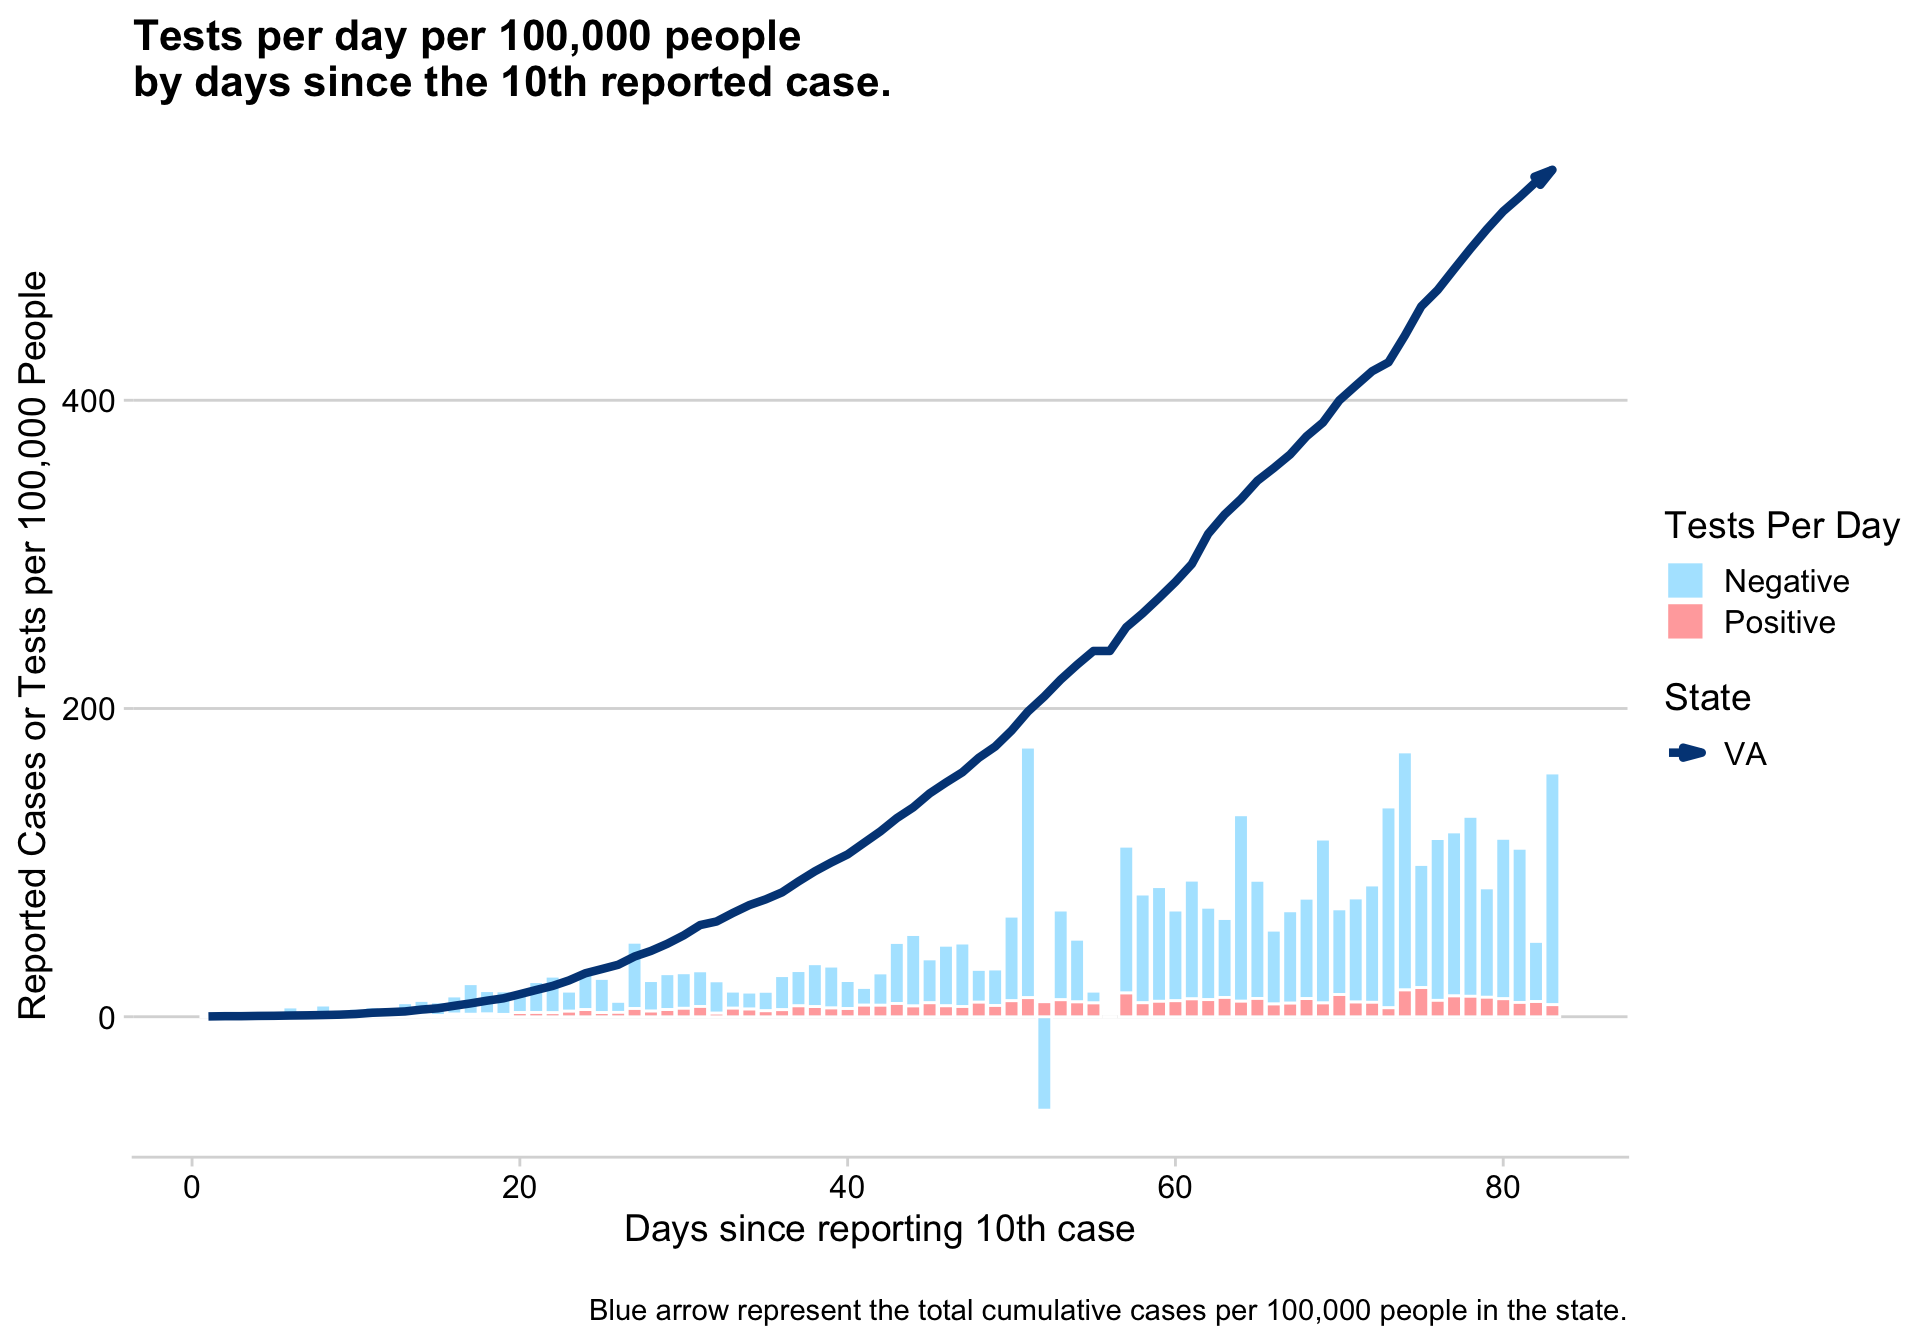 Tests per day per 100,000 people
by days since the 10th reported case.
Reported Cases or Tests per 100,000 People
400
200
0
0
20
40
60
80
Days since reporting 10th case
Tests Per Day
Negative
Positive
State
VA
Blue arrow represent the total cumulative cases per 100,000 people in the state.